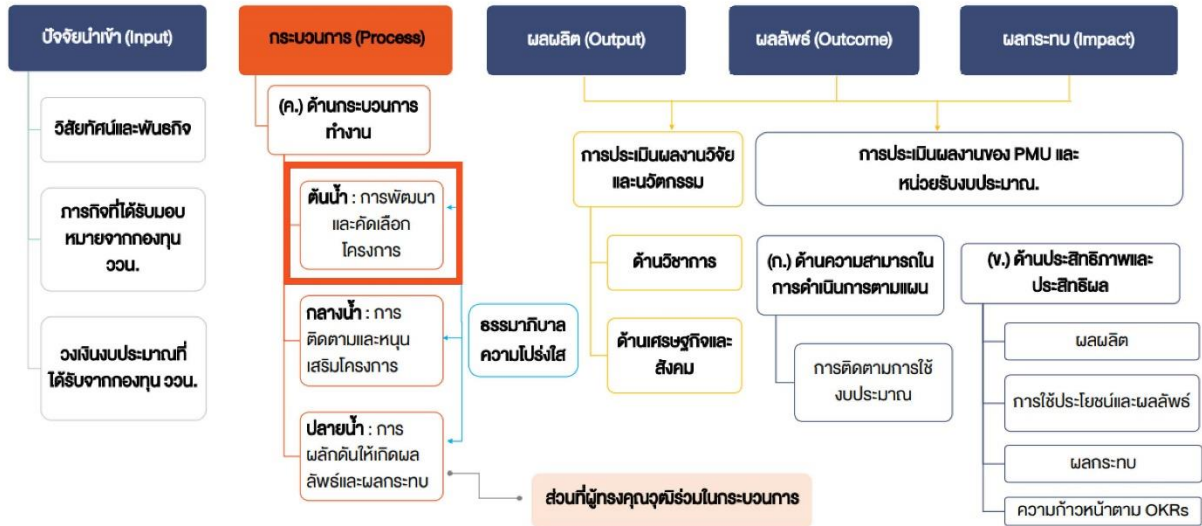 ปัจจัยนำเข้า (Input)
กระบวนการ (Process)
ผลผลิต (Output)
ผลลัพธ์ (Outcome)
ผลกระทบ (Impact)
วิสัยทัศน์และพันธกิจ
ภารกิจที่ได้รับมอบ
หมายจากกองทุน
ววน.
วงเงินงบประมาณที่
ได้รับจากกองทุน ววน.
(ค.) ด้านกระบวนการ
ทำงาน
ต้นน้ำ : การพัฒนา
และคัดเลือก
โครงการ
กลางน้ำ : การ
ติดตามและหนุน
เสริมโครงการ
ปลายน้ำ : การ
ผลักดันให้เกิดผล
ลัพธ์และผลกระทบ
ธรรมาภิบาล
ความโปร่งใส
ส่วนที่ผู้ทรงคุณวุฒิร่วมในกระบวนการ
การประเมินผลงานวิจัย
และนวัตกรรม
ด้านวิชาการ
ด้านเศรษฐกิจและ
สังคม
การประเมินผลงานของ PMU และ
หน่วยรับงบประมาณ.
(ก.) ด้านความสามารถใน
การดำเนินการตามแผน
การติดตามการใช้
งบประมาณ
(ข.) ด้านประสิทธิภาพและ
ประสิทธิผล
ผลผลิต
การใช้ประโยชน์และผลลัพธ์
ผลกระทบ
ความก้าวหน้าตาม OKRs